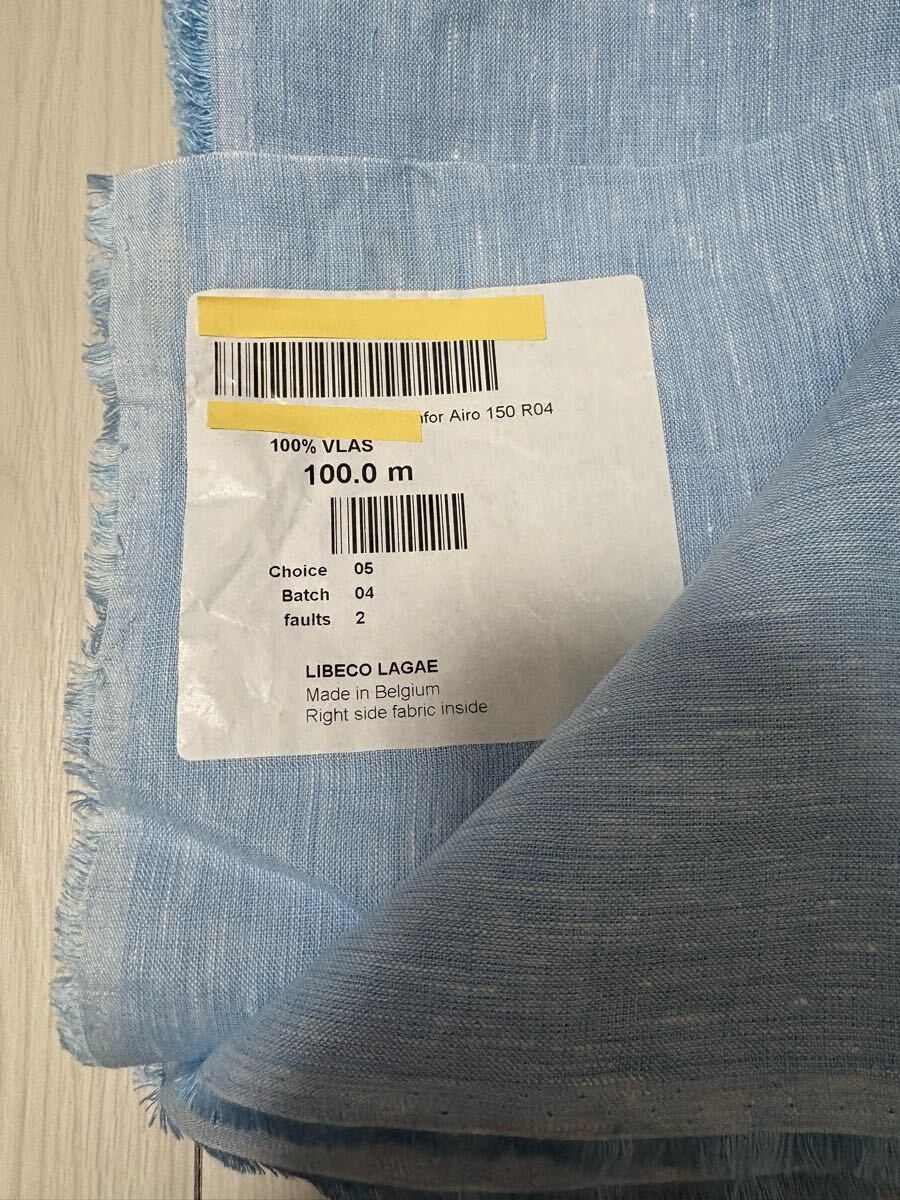 Airo 150 R04
100% VLAS
100.0 m
Choice 05
Batch 04
faults 2
LIBECO LAGAE
Made in Belgium
Right side fabric inside